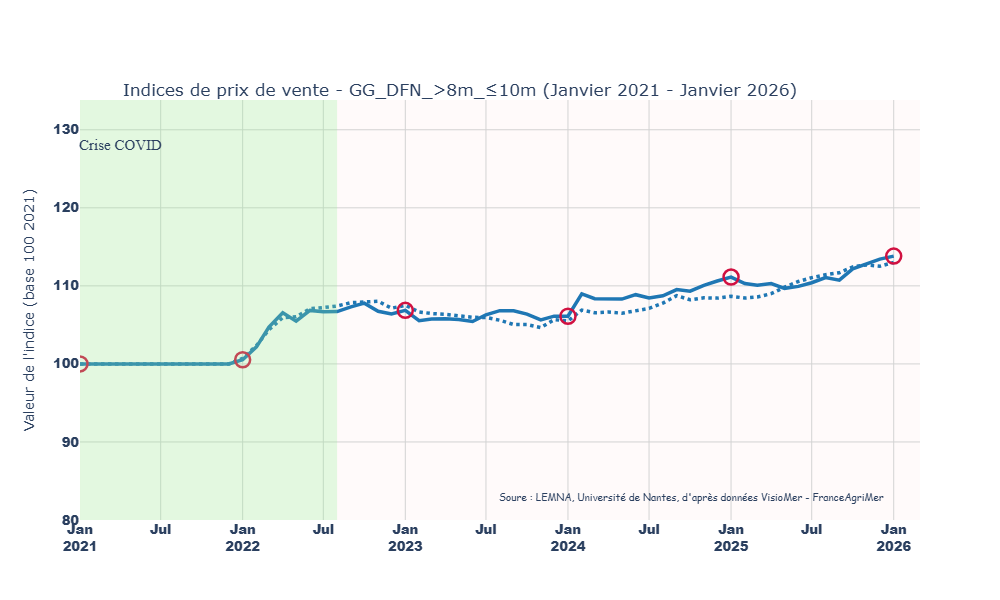 Indices de prix de vente - GG_DFN_>8m_≤10m (Janvier 2021 - Janvier 2026)
Valeur de l'indice (base 100 2021)
130
120
110
100
90
80
Crise COVID
Soure : LEMNA, Université de Nantes, d'après données VisioMer - FranceAgriMer
Jan Jul Jan Jul Jan Jul Jan Jul Jan Jul Jan
2021 2022 2023 2024 2025 2026